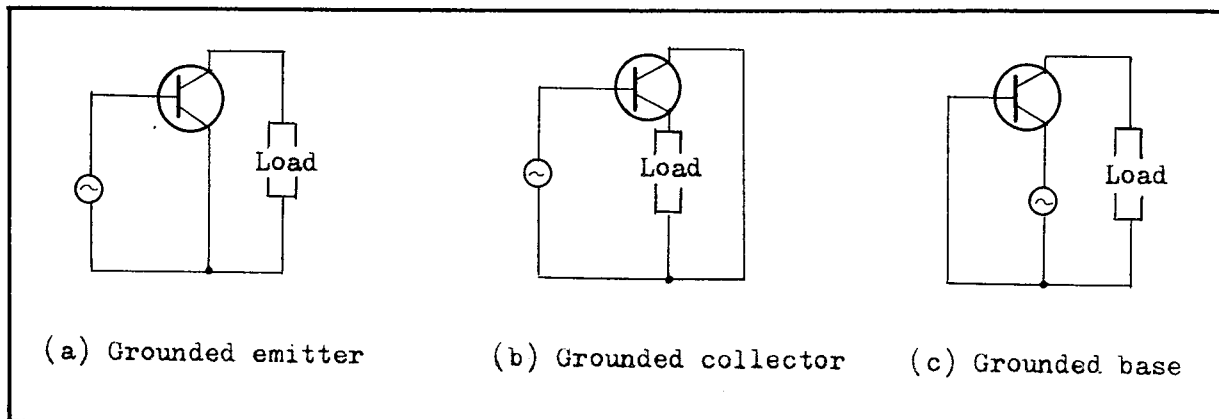 Load
Load
Load
(a) Grounded emitter
(b) Grounded collector
(c) Grounded base